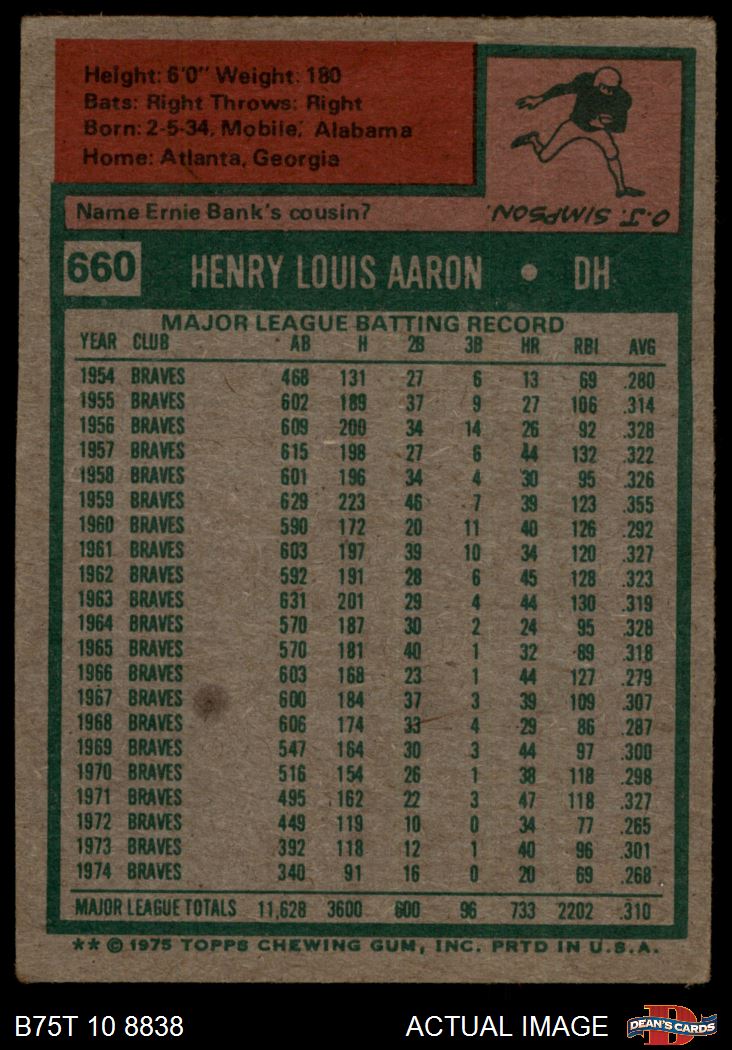 Height: 6'0" Weight: 180
Bats: Right Throws: Right
Born: 2-5-34, Mobile, Alabama
Home: Atlanta, Georgia
Name Ernie Bank's cousin?
O.J. SIMPSON.
660 HENRY LOUIS AARON • DH
MAJOR LEAGUE BATTING RECORD
YEAR CLUB AB H 2B 3B HR RBI AVG
1954 BRAVES 468 131 27 6 13 69 .280
1955 BRAVES 602 189 37 9 27 106 .314
1956 BRAVES 609 200 34 14 26 92 .328
1957 BRAVES 615 198 27 6 44 132 .322
1958 BRAVES 601 196 34 4 30 95 .326
1959 BRAVES 629 223 46 7 39 123 .355
1960 BRAVES 590 172 20 11 40 126 .292
1961 BRAVES 603 197 39 10 34 120 .327
1962 BRAVES 592 191 28 6 45 128 .323
1963 BRAVES 631 201 29 4 44 130 .319
1964 BRAVES 570 187 30 2 24 95 .328
1965 BRAVES 570 181 40 1 32 89 .318
1966 BRAVES 603 168 23 1 44 127 .279
1967 BRAVES 600 184 37 3 39 109 .307
1968 BRAVES 606 174 33 4 29 86 .287
1969 BRAVES 547 164 30 3 44 97 .300
1970 BRAVES 516 154 26 1 38 118 .298
1971 BRAVES 495 162 22 3 47 118 .327
1972 BRAVES 449 119 10 0 34 77 .265
1973 BRAVES 392 118 12 1 40 96 .301
1974 BRAVES 340 91 16 0 20 69 .268
MAJOR LEAGUE TOTALS 11,628 3600 600 96 733 2202 .310
** © 1975 TOPPS CHEWING GUM, INC. PRTD IN U.S.A.
B75T 10 8838 ACTUAL IMAGE DEAN'S CARDS